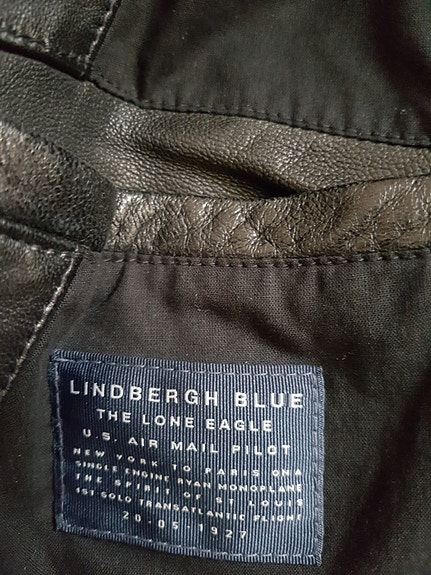 LINDBERGH BLUE
THE LONE EAGLE
U.S. AIR MAIL PILOT
NEW YORK TO PARIS ON A
SINGLE ENGINE RYAN MONOPLANE
THE SPIRIT OF ST. LOUIS
1ST SOLO TRANSATLANTIC FLIGHT
20.05.1927